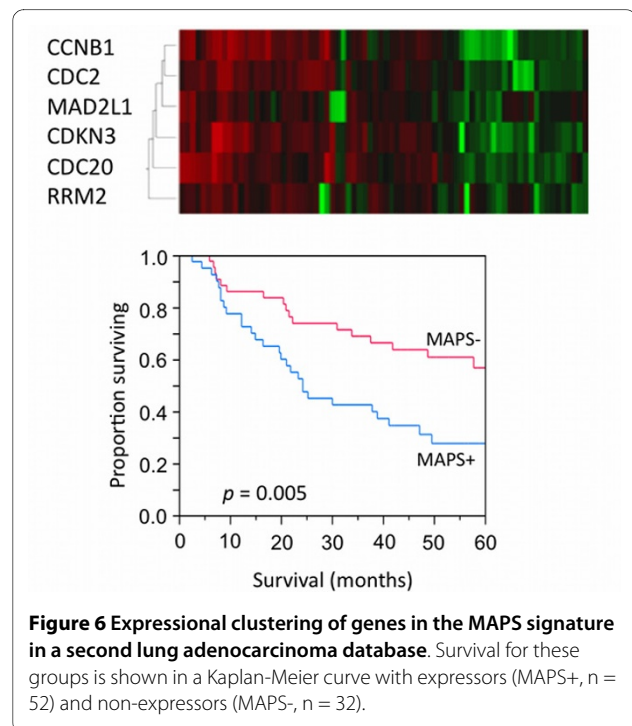 CCNB1
CDC2
MAD2L1
CDKN3
CDC20
RRM2
1.0
0.8
0.6
0.4
0.2
0.0
Proportion surviving
MAPS-
MAPS+
p = 0.005
0 10 20 30 40 50 60
Survival (months)
Figure 6 Expressional clustering of genes in the MAPS signature
in a second lung adenocarcinoma database. Survival for these
groups is shown in a Kaplan-Meier curve with expressors (MAPS+, n =
52) and non-expressors (MAPS-, n = 32).